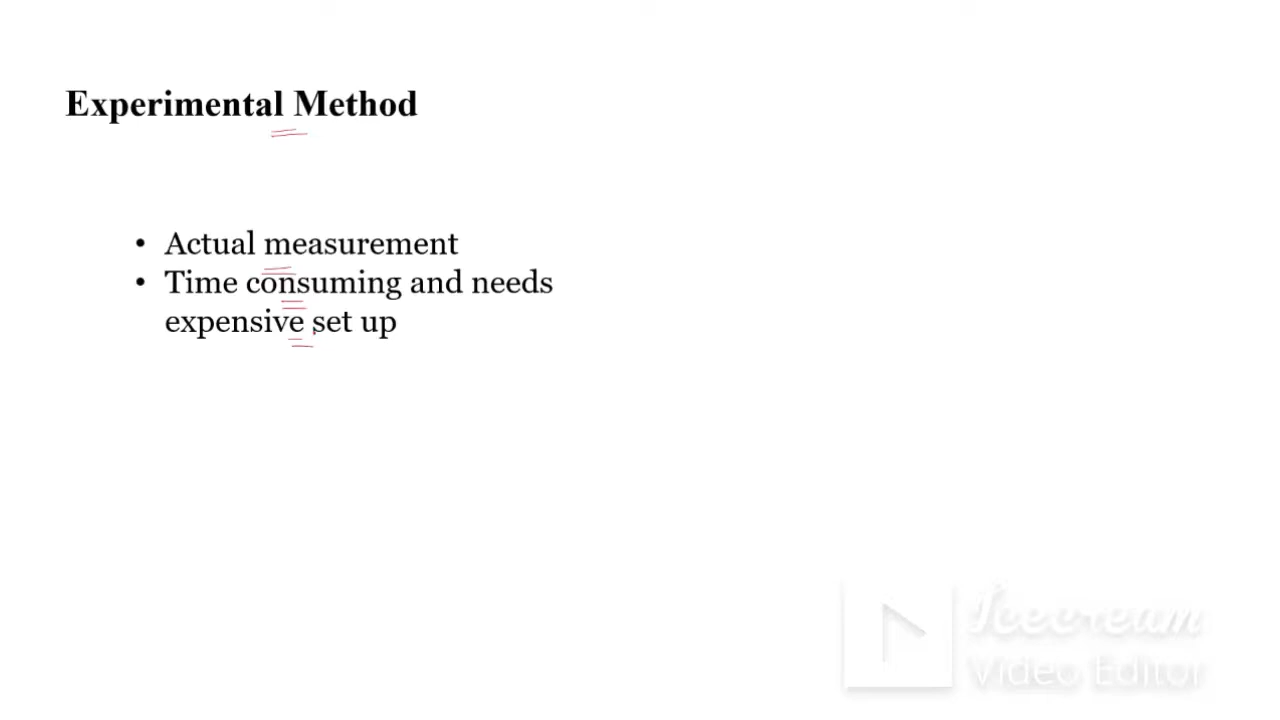 Experimental Method
• Actual measurement
• Time consuming and needs
expensive set up
Icecream
Video Editor